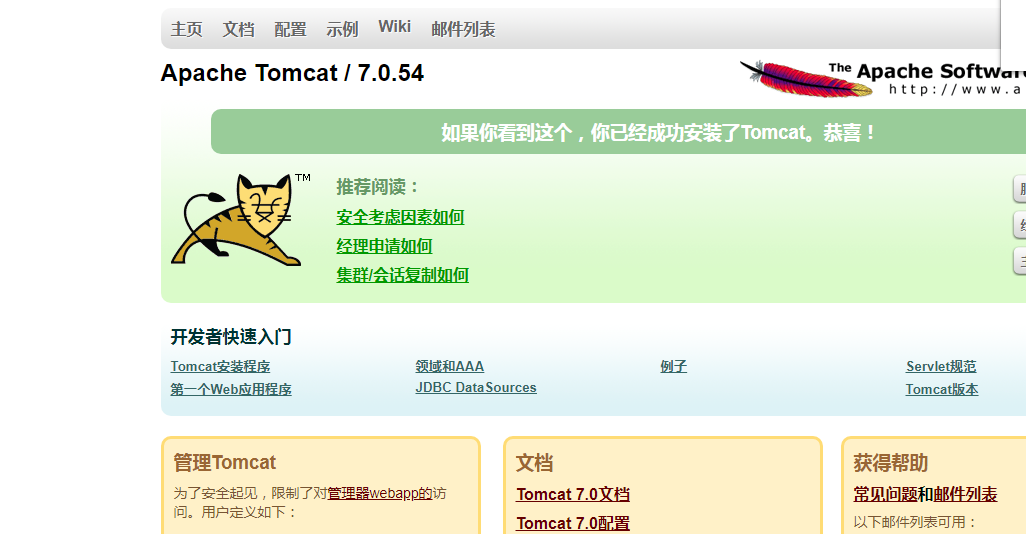 主页 文档 配置 示例 Wiki 邮件列表
Apache Tomcat / 7.0.54
The Apache Softwar
http://www.a
如果你看到这个，你已经成功安装了Tomcat。恭喜！
TM
推荐阅读：
安全考虑因素如何
经理申请如何
集群/会话复制如何
开发者快速入门
Tomcat安装程序 领域和AAA 例子 Servlet规范
第一个Web应用程序 JDBC DataSources Tomcat版本
管理Tomcat
为了安全起见，限制了对管理器webapp的访
问。用户定义如下：
文档
Tomcat 7.0文档
Tomcat 7.0配置
获得帮助
常见问题和邮件列表
以下邮件列表可用：